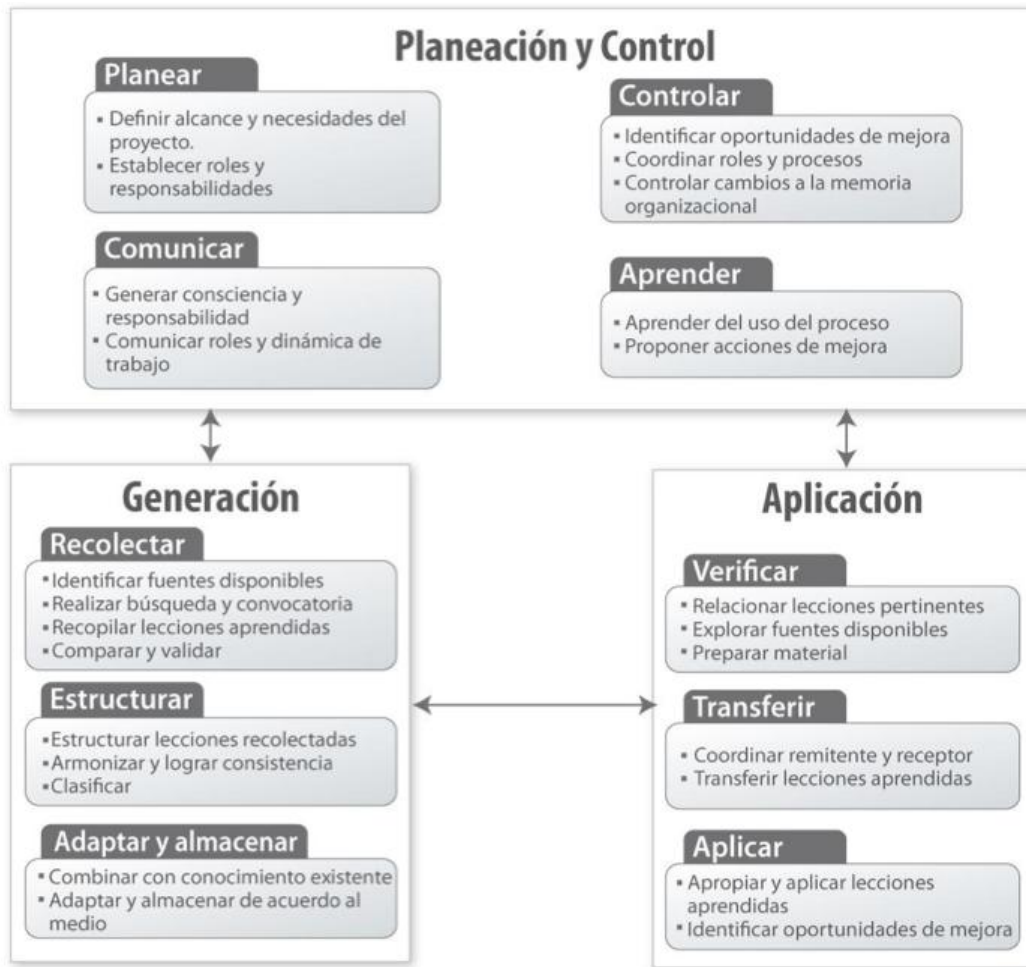 Planeación y Control
Planear
▪ Definir alcance y necesidades del
proyecto.
▪ Establecer roles y
responsabilidades
Controlar
▪ Identificar oportunidades de mejora
▪ Coordinar roles y procesos
▪ Controlar cambios a la memoria
organizacional
Comunicar
▪ Generar consciencia y
responsabilidad
▪ Comunicar roles y dinámica de
trabajo
Aprender
▪ Aprender del uso del proceso
▪ Proponer acciones de mejora
Generación
Recolectar
▪Identificar fuentes disponibles
▪Realizar búsqueda y convocatoria
▪Recopilar lecciones aprendidas
▪Comparar y validar
Estructurar
▪Estructurar lecciones recolectadas
▪Armonizar y lograr consistencia
▪Clasificar
Adaptar y almacenar
▪ Combinar con conocimiento existente
▪ Adaptar y almacenar de acuerdo al
medio
Aplicación
Verificar
▪ Relacionar lecciones pertinentes
▪ Explorar fuentes disponibles
▪ Preparar material
Transferir
▪ Coordinar remitente y receptor
▪ Transferir lecciones aprendidas
Aplicar
▪ Apropiar y aplicar lecciones
aprendidas
▪ Identificar oportunidades de mejora